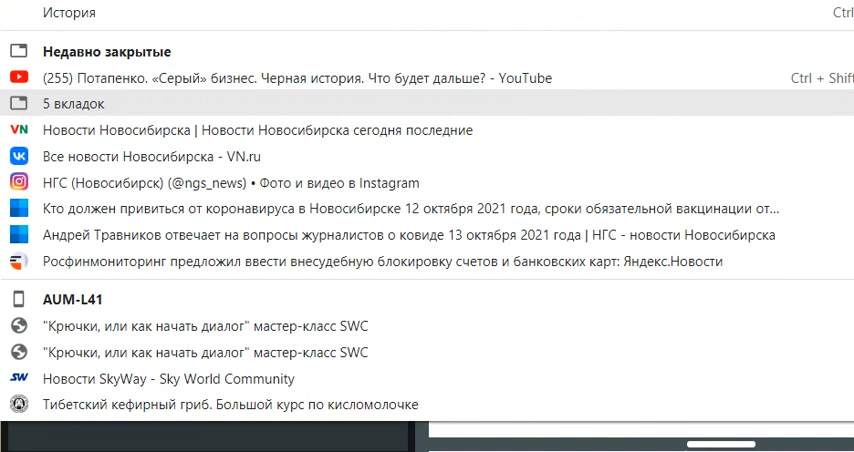 История Ctrl
Недавно закрытые
(255) Потапенко. «Серый» бизнес. Черная история. Что будет дальше? - YouTube Ctrl + Shift
5 вкладок
VN Новости Новосибирска | Новости Новосибирска сегодня последние
Все новости Новосибирска - VN.ru
НГС (Новосибирск) (@ngs_news) • Фото и видео в Instagram
Кто должен привиться от коронавируса в Новосибирске 12 октября 2021 года, сроки обязательной вакцинации от...
Андрей Травников отвечает на вопросы журналистов о ковиде 13 октября 2021 года | НГС - новости Новосибирска
Росфинмониторинг предложил ввести внесудебную блокировку счетов и банковских карт: Яндекс.Новости
AUM-L41
"Крючки, или как начать диалог" мастер-класс SWC
"Крючки, или как начать диалог" мастер-класс SWC
SW Новости SkyWay - Sky World Community
Тибетский кефирный гриб. Большой курс по кисломолочке